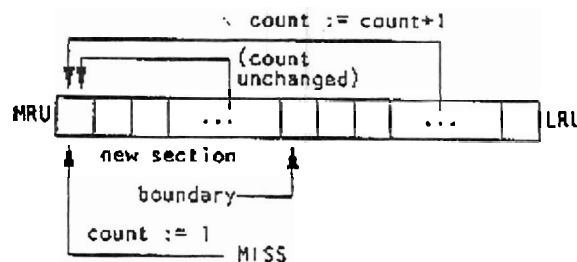 count := count+1
(count
unchanged)
MRU ... ... LRU
new section
boundary
count := 1
MISS